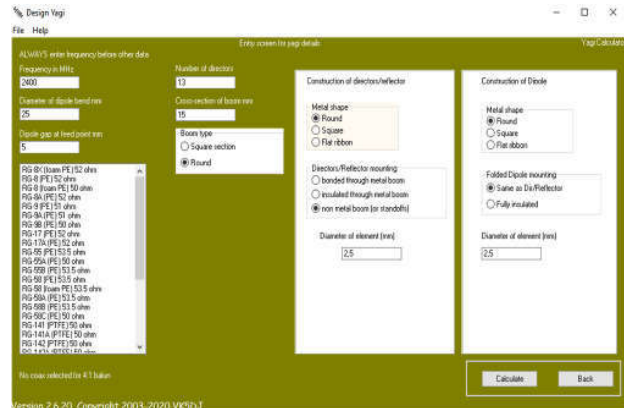 Design Yagi
File Help
Entry screen for yagi details
Yagi Calculato
ALWAYS enter frequency before other data
Frequency in MHz
2400
Number of directors
13
Diameter of dipole bend mm
25
Cross-section of boom mm
15
Dipole gap at feed point mm
5
Boom type
Square section
Round
RG-8X (foam PE) 52 ohm
RG-8 (PE) 52 ohm
RG-8 (foam PE) 50 ohm
RG-8A (PE) 52 ohm
RG-9 (PE) 51 ohm
RG-9A (PE) 51 ohm
RG-9B (PE) 50 ohm
RG-17 (PE) 52 ohm
RG-17A (PE) 52 ohm
RG-55 (PE) 53.5 ohm
RG-55A (PE) 50 ohm
RG-55B (PE) 53.5 ohm
RG-58 (PE) 53.5 ohm
RG-58 (foam PE) 53.5 ohm
RG-58A (PE) 53.5 ohm
RG-58B (PE) 53.5 ohm
RG-58C (PE) 50 ohm
RG-141 (PTFE) 50 ohm
RG-141A (PTFE) 50 ohm
RG-142 (PTFE) 50 ohm
RG-142A (PTFE) 50 ohm
Construction of directors/reflector
Metal shape
Round
Square
Flat ribbon
Directors/Reflector mounting
bonded through metal boom
insulated through metal boom
non metal boom (or standoffs)
Diameter of element (mm)
2,5
Construction of Dipole
Metal shape
Round
Square
Flat ribbon
Folded Dipole mounting
Same as Dir/Reflector
Fully insulated
Diameter of element (mm)
2,5
No coax selected for 4:1 balun
Calculate
Back
Version 2.6.20 Copyright 2003-2020 VK5DJ